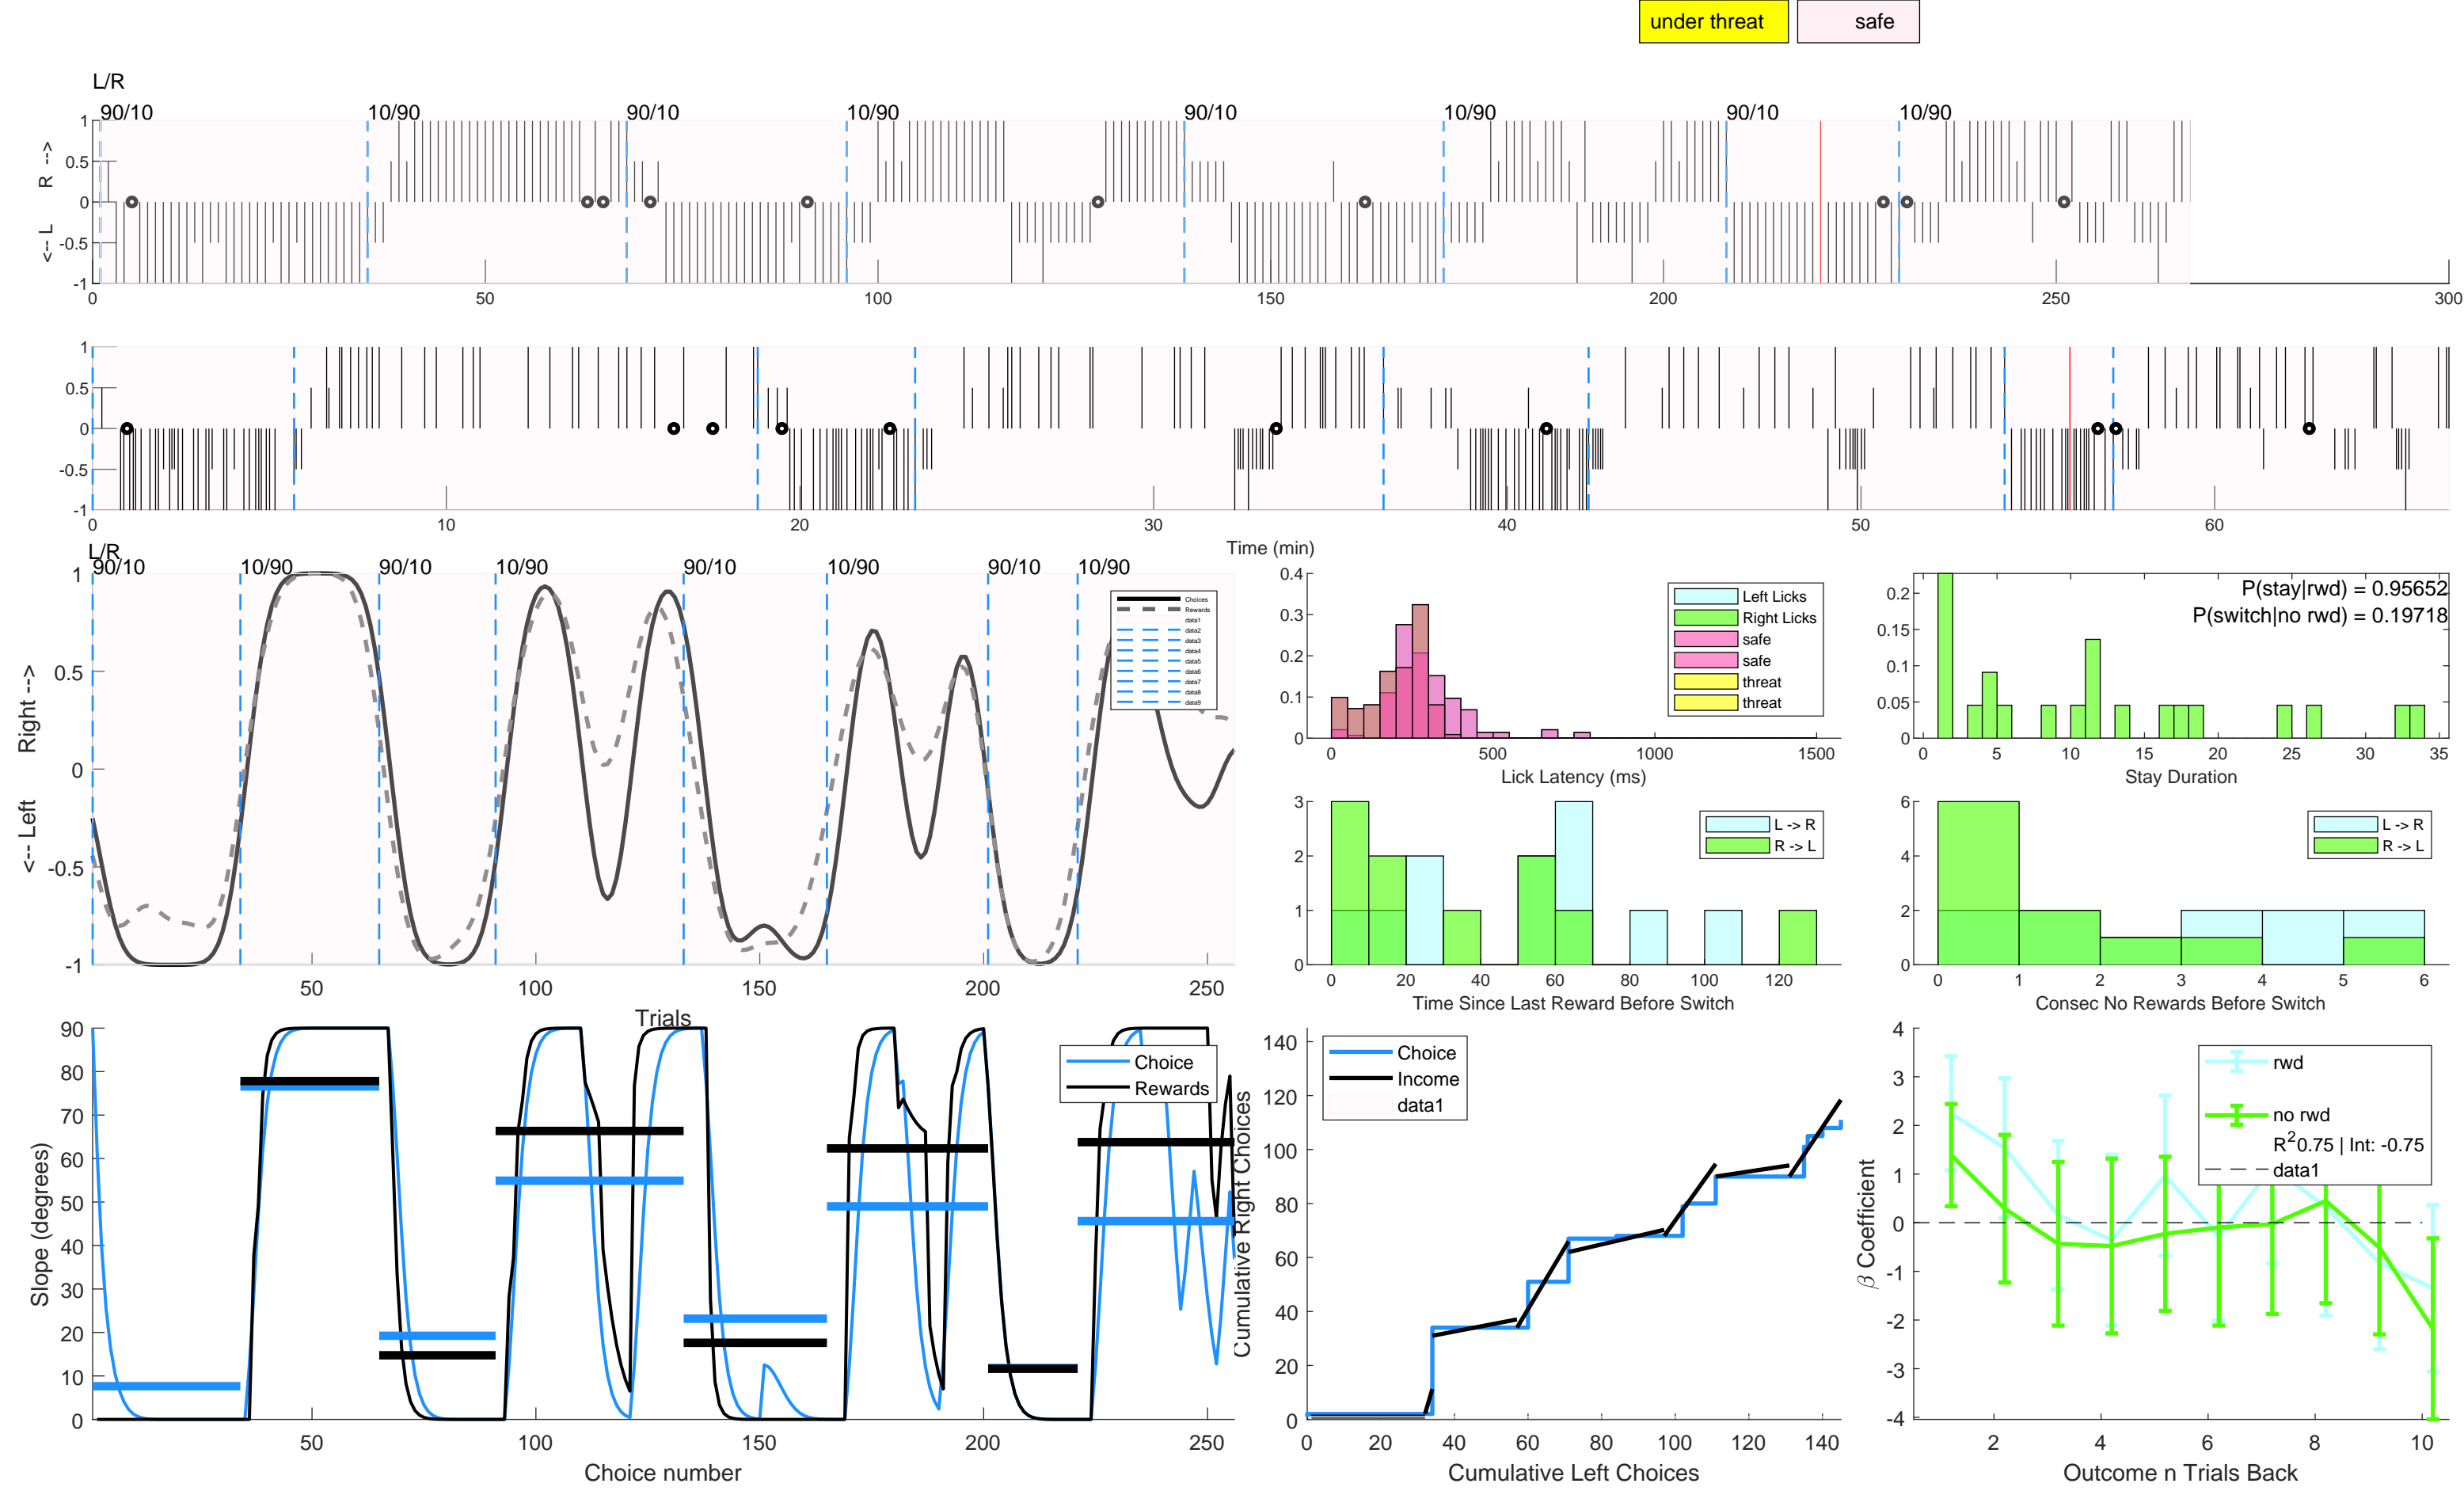 under threat safe
L/R
90/10 10/90 90/10 10/90 90/10 10/90 90/10 10/90
1
0.5
0
-0.5
-1
<-- L R -->
0 50 100 150 200 250 300
1
0.5
0
-0.5
-1
0 10 20 30 40 50 60
Time (min)
L/R
90/10 10/90 90/10 10/90 90/10 10/90 90/10 10/90
1
0.5
0
-0.5
-1
<-- Left Right -->
50 100 150 200 250
Trials
Choices
Rewards
data1
data2
data3
data4
data5
data6
data7
data8
data9
0.4
0.3
0.2
0.1
0
0 500 1000 1500
Lick Latency (ms)
Left Licks
Right Licks
safe
safe
threat
threat
P(stay|rwd) = 0.95652
P(switch|no rwd) = 0.19718
0.2
0.15
0.1
0.05
0
0 5 10 15 20 25 30 35
Stay Duration
3
2
1
0
0 20 40 60 80 100 120
Time Since Last Reward Before Switch
L -> R
R -> L
6
4
2
0
0 1 2 3 4 5 6
Consec No Rewards Before Switch
L -> R
R -> L
90
80
70
60
50
40
30
20
10
0
Slope (degrees)
50 100 150 200 250
Choice number
Choice
Rewards
140
120
100
80
60
40
20
0
Cumulative Right Choices
0 20 40 60 80 100 120 140
Cumulative Left Choices
Choice
Income
data1
4
3
2
1
0
-1
-2
-3
-4
β Coefficient
2 4 6 8 10
Outcome n Trials Back
rwd
no rwd
R²0.75 | Int: -0.75
data1